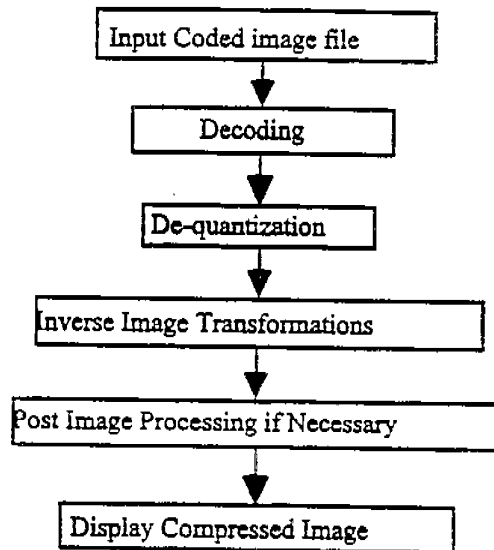 Input Coded image file
Decoding
De-quantization
Inverse Image Transformations
Post Image Processing if Necessary
Display Compressed Image